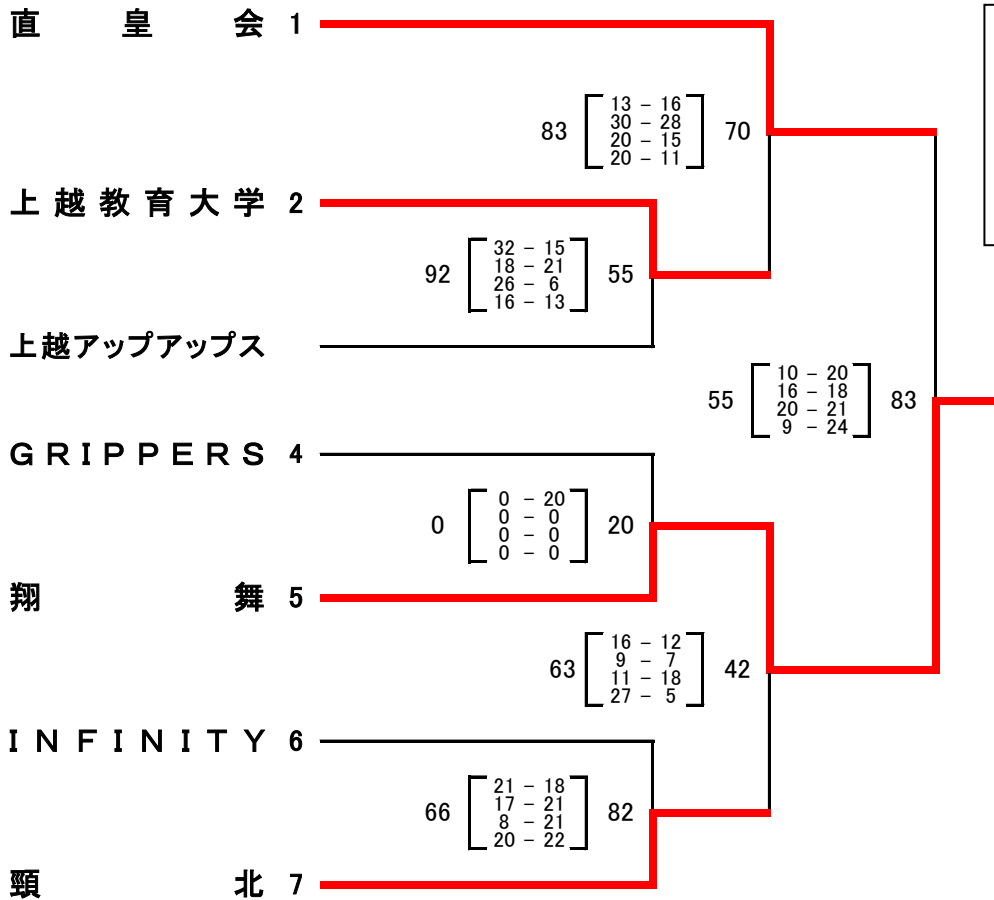 直皇会 1
13 - 16
83 30 - 28 70
20 - 15
20 - 11
上越教育大学 2
32 - 15
92 18 - 21 55
26 - 6
16 - 13
上越アップアップス
10 - 20
55 16 - 18 83
20 - 21
9 - 24
GRIPPERS 4
0 - 20
0 0 - 0 20
0 - 0
0 - 0
翔舞 5
16 - 12
63 9 - 7 42
11 - 18
27 - 5
INFINITY 6
21 - 18
66 17 - 21 82
8 - 21
20 - 22
頸北 7